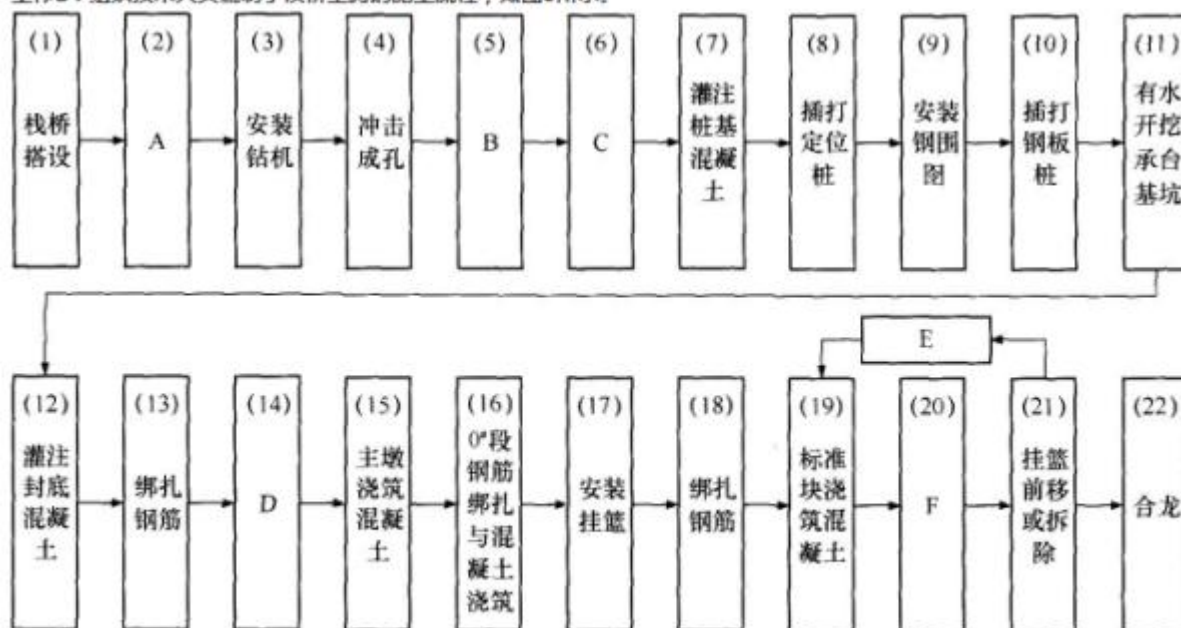 (1)
栈桥
搭设
(2)
A
(3)
安装
钻机
(4)
冲击
成孔
(5)
B
(6)
C
(7)
灌注
桩基
混凝
土
(8)
插打
定位
桩
(9)
安装
钢围
囹
(10)
插打
钢板
桩
(11)
有水
开挖
承台
基坑
E
(12)
灌注
封底
混凝
土
(13)
绑扎
钢筋
(14)
D
(15)
主墩
浇筑
混凝
土
(16)
0#段
钢筋
绑扎
与混
凝土
浇筑
(17)
安装
挂篮
(18)
绑扎
钢筋
(19)
标准
块浇
筑混
凝土
(20)
F
(21)
挂篮
前移
或拆
除
(22)
合龙